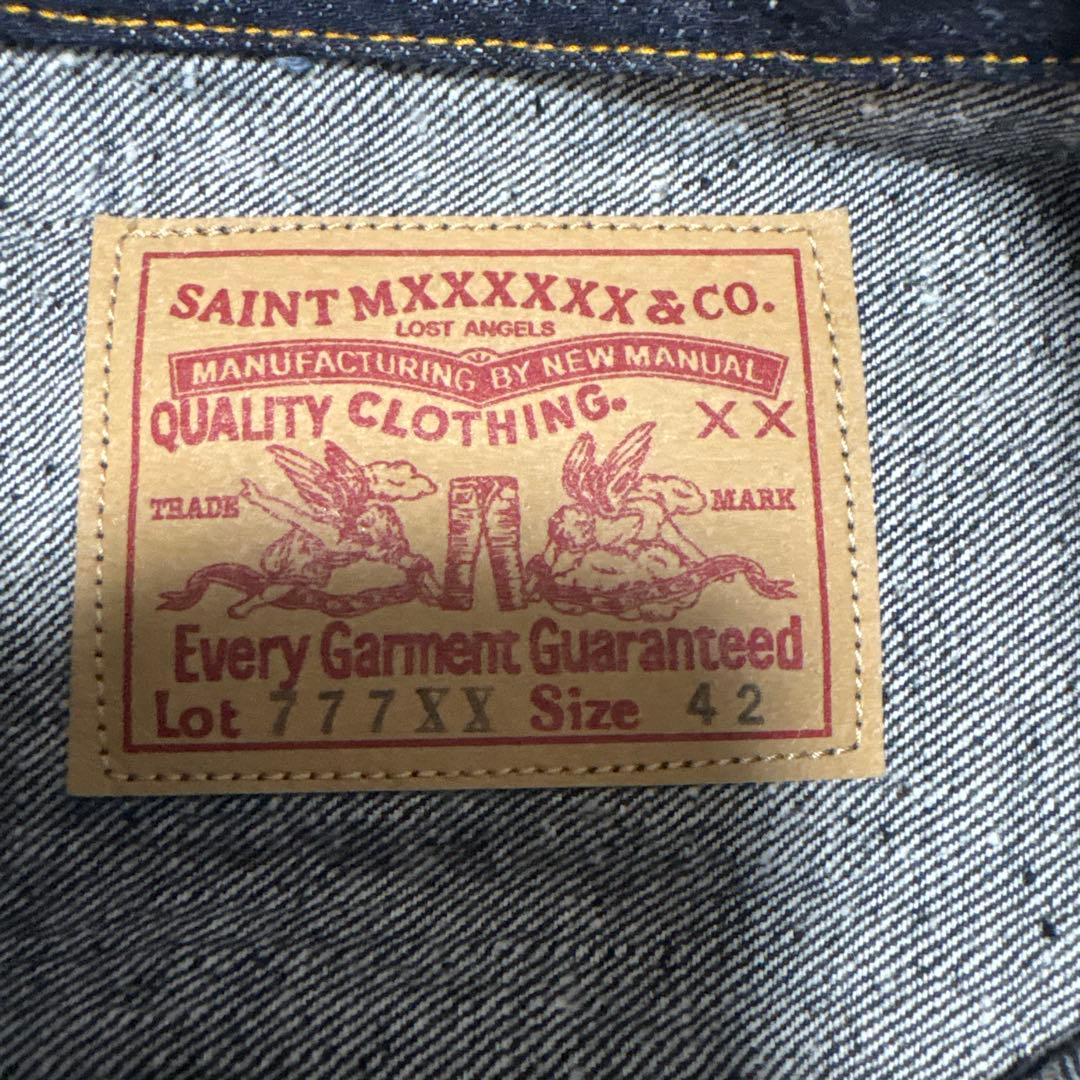 SAINT MXXXXXX & CO.
LOST ANGELS
MANUFACTURING BY NEW MANUAL
QUALITY CLOTHING. XX
TRADE MARK
Every Garment Guaranteed
Lot 777XX Size 42